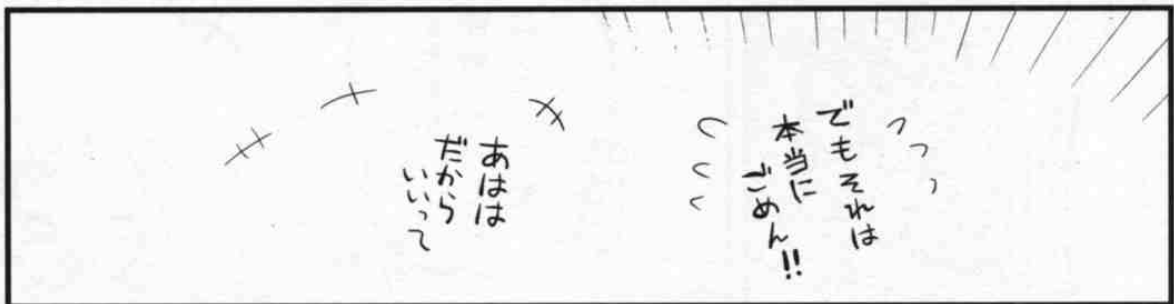 でもそれは
本当に
ごめん!!
あはは
だから
いいって